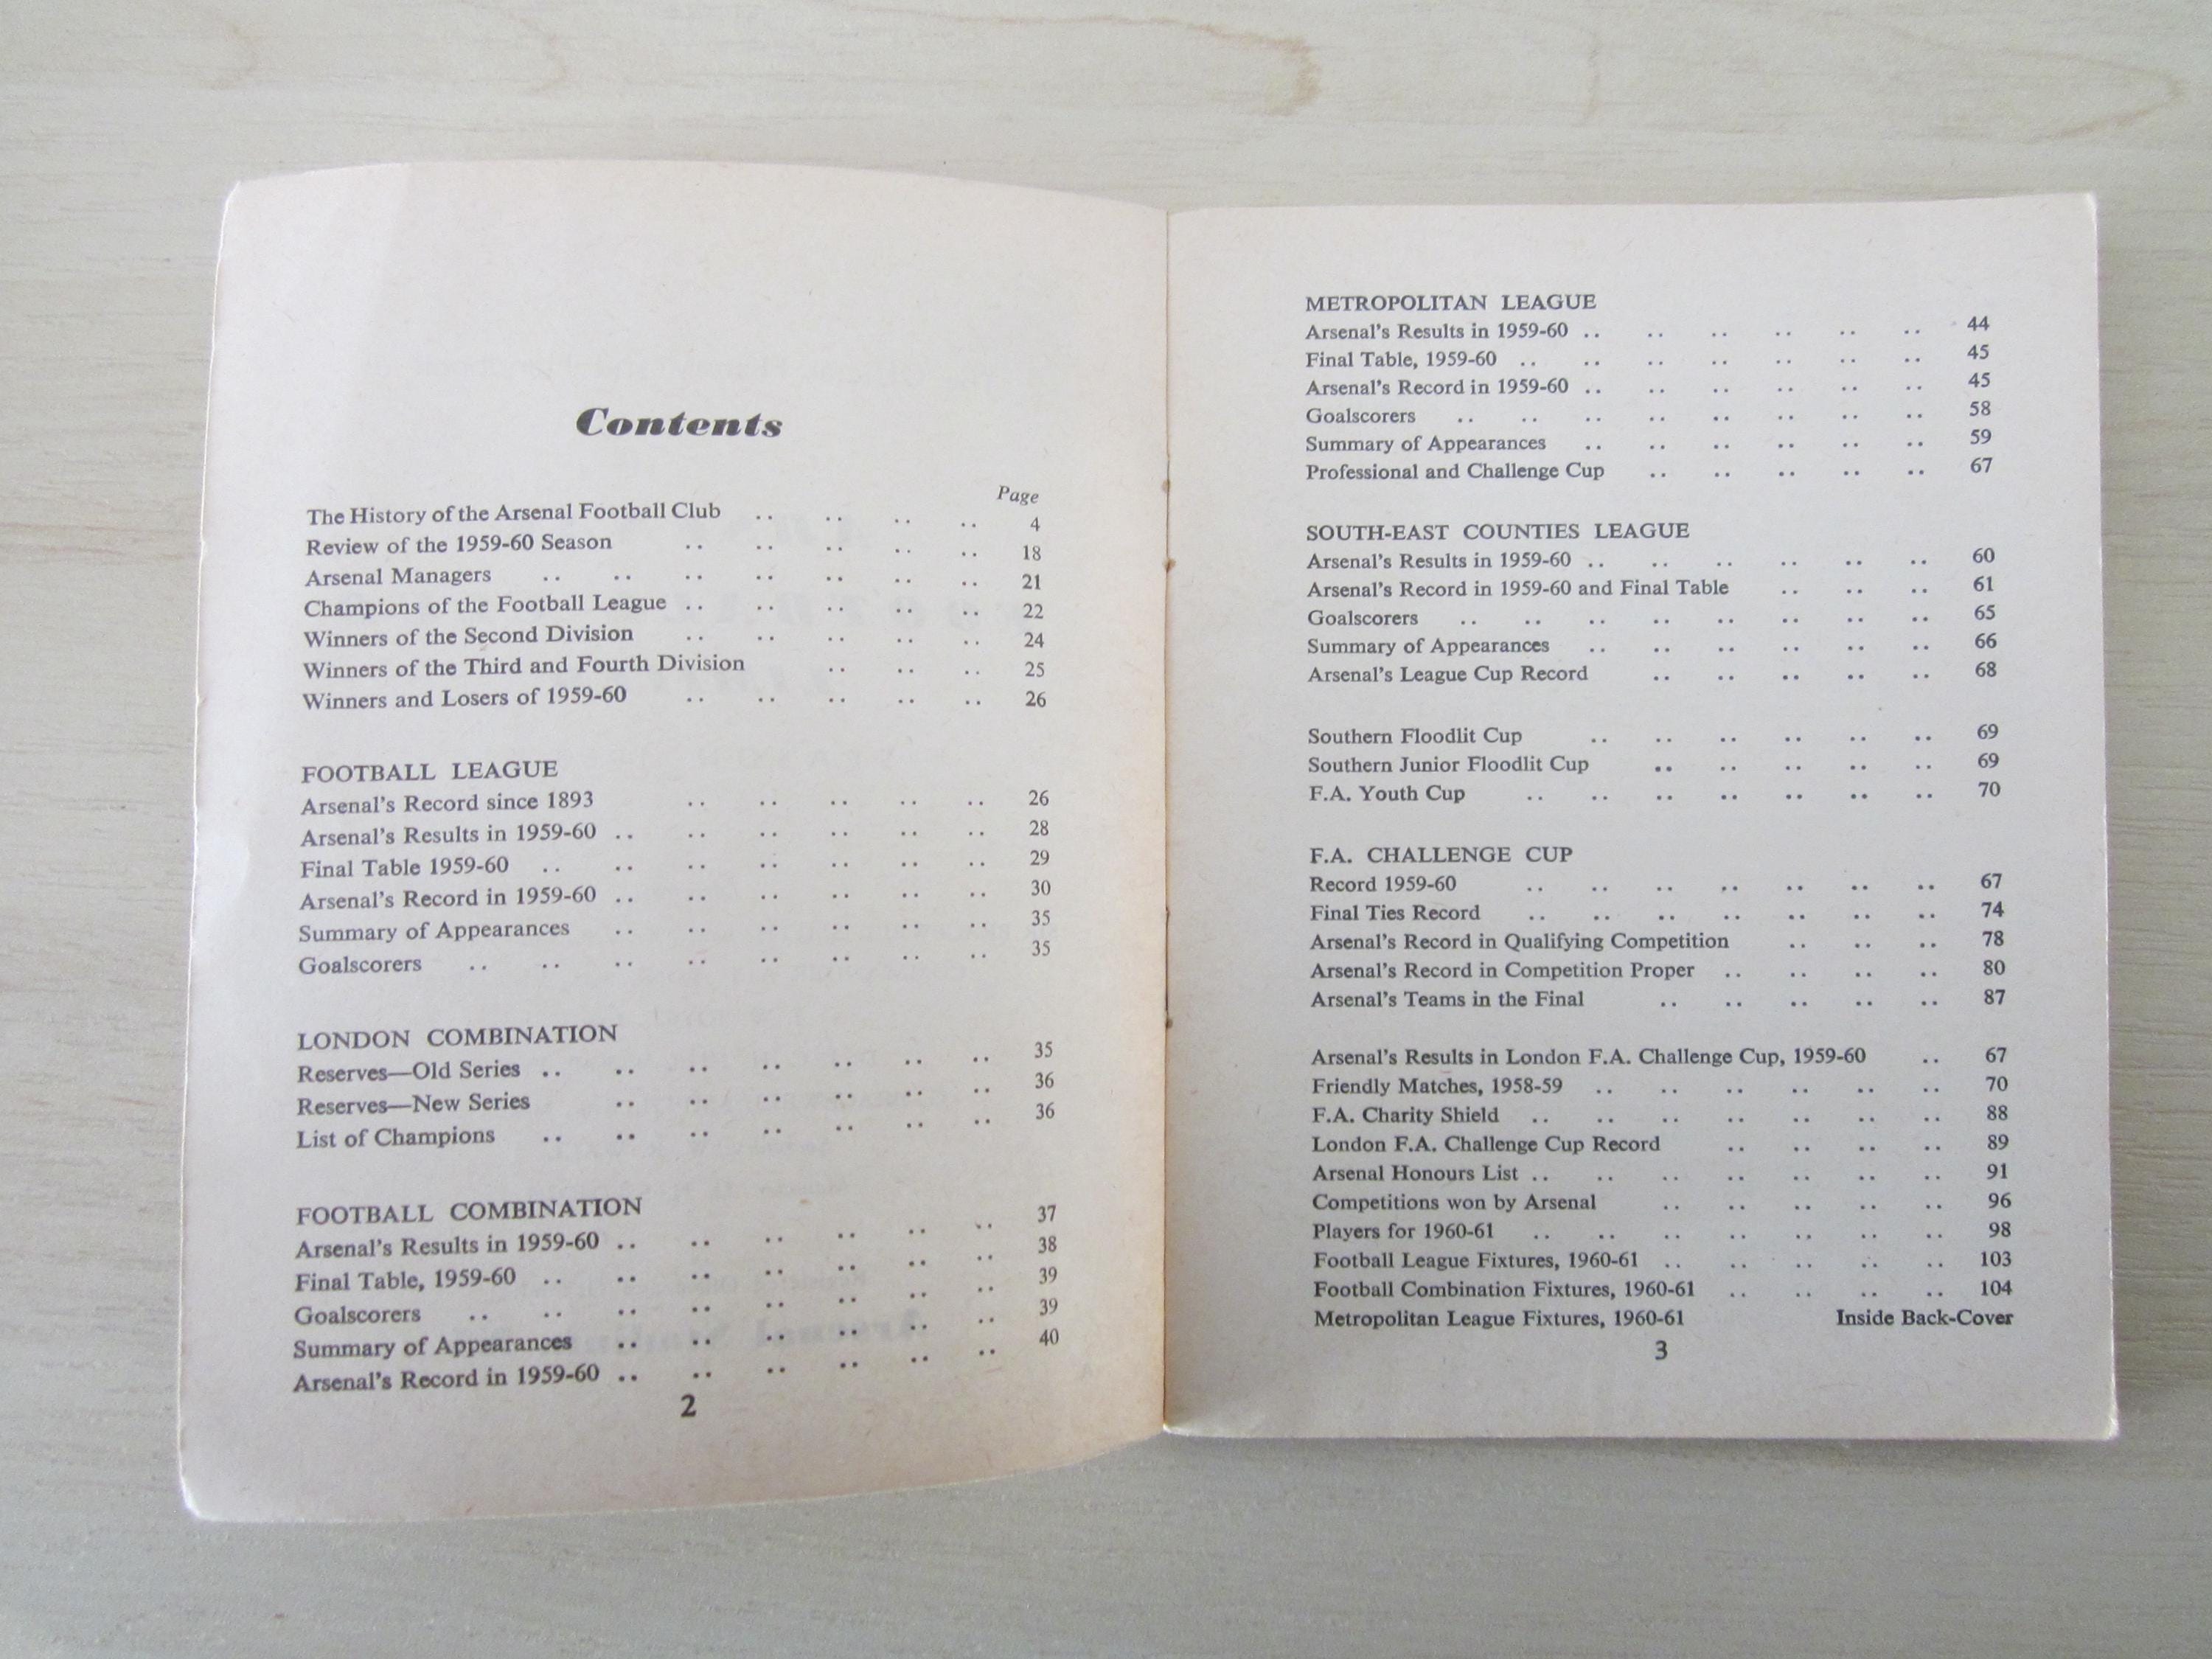 Contents
Page
The History of the Arsenal Football Club .. .. .. .. 4
Review of the 1959-60 Season .. .. .. .. .. 18
Arsenal Managers .. .. .. .. .. .. .. 21
Champions of the Football League .. .. .. .. .. 22
Winners of the Second Division .. .. .. .. .. 24
Winners of the Third and Fourth Division .. .. .. 25
Winners and Losers of 1959-60 .. .. .. .. .. 26
FOOTBALL LEAGUE
Arsenal's Record since 1893 .. .. .. .. .. 26
Arsenal's Results in 1959-60 .. .. .. .. .. .. 28
Final Table 1959-60 .. .. .. .. .. .. .. 29
Arsenal's Record in 1959-60 .. .. .. .. .. .. 30
Summary of Appearances .. .. .. .. .. .. 35
Goalscorers .. .. .. .. .. .. .. .. 35
LONDON COMBINATION
Reserves—Old Series .. .. .. .. .. .. .. 35
Reserves—New Series .. .. .. .. .. .. 36
List of Champions .. .. .. .. .. .. .. 36
FOOTBALL COMBINATION
Arsenal's Results in 1959-60 .. .. .. .. .. .. 37
Final Table, 1959-60 .. .. .. .. .. .. .. 38
Goalscorers .. .. .. .. .. .. .. .. 39
Summary of Appearances .. .. .. .. .. .. 39
Arsenal's Record in 1959-60 .. .. .. .. .. .. 40
2
METROPOLITAN LEAGUE
Arsenal's Results in 1959-60 .. .. .. .. .. .. 44
Final Table, 1959-60 .. .. .. .. .. .. .. 45
Arsenal's Record in 1959-60 .. .. .. .. .. .. 45
Goalscorers .. .. .. .. .. .. .. .. 58
Summary of Appearances .. .. .. .. .. .. 59
Professional and Challenge Cup .. .. .. .. .. 67
SOUTH-EAST COUNTIES LEAGUE
Arsenal's Results in 1959-60 .. .. .. .. .. .. 60
Arsenal's Record in 1959-60 and Final Table .. .. .. 61
Goalscorers .. .. .. .. .. .. .. .. 65
Summary of Appearances .. .. .. .. .. .. 66
Arsenal's League Cup Record .. .. .. .. .. 68
Southern Floodlit Cup .. .. .. .. .. .. 69
Southern Junior Floodlit Cup .. .. .. .. .. 69
F.A. Youth Cup .. .. .. .. .. .. .. 70
F.A. CHALLENGE CUP
Record 1959-60 .. .. .. .. .. .. .. 67
Final Ties Record .. .. .. .. .. .. .. 74
Arsenal's Record in Qualifying Competition .. .. .. 78
Arsenal's Record in Competition Proper .. .. .. .. 80
Arsenal's Teams in the Final .. .. .. .. .. 87
Arsenal's Results in London F.A. Challenge Cup, 1959-60 .. 67
Friendly Matches, 1958-59 .. .. .. .. .. .. 70
F.A. Charity Shield .. .. .. .. .. .. .. 88
London F.A. Challenge Cup Record .. .. .. .. 89
Arsenal Honours List .. .. .. .. .. .. .. 91
Competitions won by Arsenal .. .. .. .. .. 96
Players for 1960-61 .. .. .. .. .. .. .. 98
Football League Fixtures, 1960-61 .. .. .. .. .. 103
Football Combination Fixtures, 1960-61 .. .. .. .. 104
Metropolitan League Fixtures, 1960-61 Inside Back-Cover
3